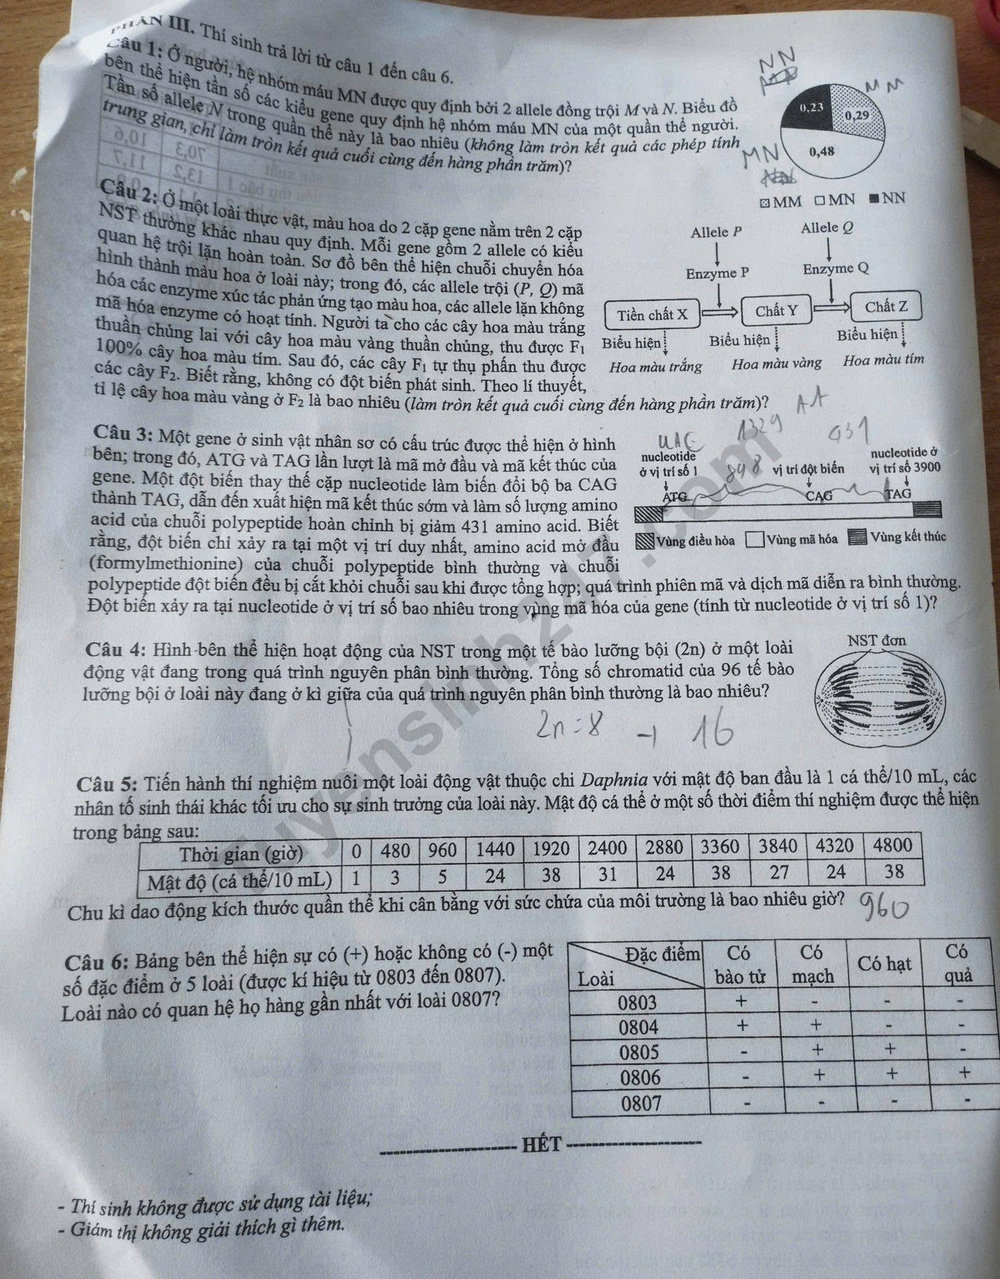 PHẦN III. Thí sinh trả lời từ câu 1 đến câu 6.
Câu 1: Ở người, hệ nhóm máu MN được quy định bởi 2 allele đồng trội M và N. Biểu đồ
bên thể hiện tần số các kiểu gene quy định hệ nhóm máu MN của một quần thể người.
Tần số allele N trong quần thể này là bao nhiêu (không làm tròn kết quả các phép tính
trung gian, chỉ làm tròn kết quả cuối cùng đến hàng phần trăm)?
NN
MM
MN
0,23
0,29
0,48
MM MN NN
Câu 2: Ở một loài thực vật, màu hoa do 2 cặp gene nằm trên 2 cặp
NST thường khác nhau quy định. Mỗi gene gồm 2 allele có kiểu
quan hệ trội lặn hoàn toàn. Sơ đồ bên thể hiện chuỗi chuyển hóa
hình thành màu hoa ở loài này; trong đó, các allele trội (P, Q) mã
hóa các enzyme xúc tác phản ứng tạo màu hoa, các allele lặn không
mã hóa enzyme có hoạt tính. Người ta cho các cây hoa màu trắng
thuần chủng lai với cây hoa màu vàng thuần chủng, thu được F1
100% cây hoa màu tím. Sau đó, các cây F1 tự thụ phấn thu được
các cây F2. Biết rằng, không có đột biến phát sinh. Theo lí thuyết,
tỉ lệ cây hoa màu vàng ở F2 là bao nhiêu (làm tròn kết quả cuối cùng đến hàng phần trăm)?
Allele P Allele Q
Enzyme P Enzyme Q
Tiền chất X Chất Y Chất Z
Biểu hiện Biểu hiện Biểu hiện
Hoa màu trắng Hoa màu vàng Hoa màu tím
Câu 3: Một gene ở sinh vật nhân sơ có cấu trúc được thể hiện ở hình
bên; trong đó, ATG và TAG lần lượt là mã mở đầu và mã kết thúc của
gene. Một đột biến thay thế cặp nucleotide làm biến đổi bộ ba CAG
thành TAG, dẫn đến xuất hiện mã kết thúc sớm và làm số lượng amino
acid của chuỗi polypeptide hoàn chỉnh bị giảm 431 amino acid. Biết
rằng, đột biến chỉ xảy ra tại một vị trí duy nhất, amino acid mở đầu
(formylmethionine) của chuỗi polypeptide bình thường và chuỗi
polypeptide đột biến đều bị cắt khỏi chuỗi sau khi được tổng hợp; quá trình phiên mã và dịch mã diễn ra bình thường.
Đột biến xảy ra tại nucleotide ở vị trí số bao nhiêu trong vùng mã hóa của gene (tính từ nucleotide ở vị trí số 1)?
UAC 1329 AA
nucleotide
ở vị trí số 1
898
vị trí đột biến
nucleotide ở
vị trí số 3900
ATG CAG TAG
Vùng điều hòa Vùng mã hóa Vùng kết thúc
Câu 4: Hình bên thể hiện hoạt động của NST trong một tế bào lưỡng bội (2n) ở một loài
động vật đang trong quá trình nguyên phân bình thường. Tổng số chromatid của 96 tế bào
lưỡng bội ở loài này đang ở kì giữa của quá trình nguyên phân bình thường là bao nhiêu?
NST đơn
2n=8 → 16
Câu 5: Tiến hành thí nghiệm nuôi một loài động vật thuộc chi Daphnia với mật độ ban đầu là 1 cá thể/10 mL, các
nhân tố sinh thái khác tối ưu cho sự sinh trưởng của loài này. Mật độ cá thể ở một số thời điểm thí nghiệm được thể hiện
trong bảng sau:
Thời gian (giờ) 0 480 960 1440 1920 2400 2880 3360 3840 4320 4800
Mật độ (cá thể/10 mL) 1 3 5 24 38 31 24 38 27 24 38
Chu kì dao động kích thước quần thể khi cân bằng với sức chứa của môi trường là bao nhiêu giờ? 960
Câu 6: Bảng bên thể hiện sự có (+) hoặc không có (-) một
số đặc điểm ở 5 loài (được kí hiệu từ 0803 đến 0807).
Loài nào có quan hệ họ hàng gần nhất với loài 0807?
Đặc điểm Có bào tử Có mạch Có hạt Có quả
Loài
0803 + - - -
0804 + + - -
0805 - + + -
0806 - + + +
0807 - - - -
HẾT
- Thí sinh không được sử dụng tài liệu;
- Giám thị không giải thích gì thêm.
Tuyensinh247.com